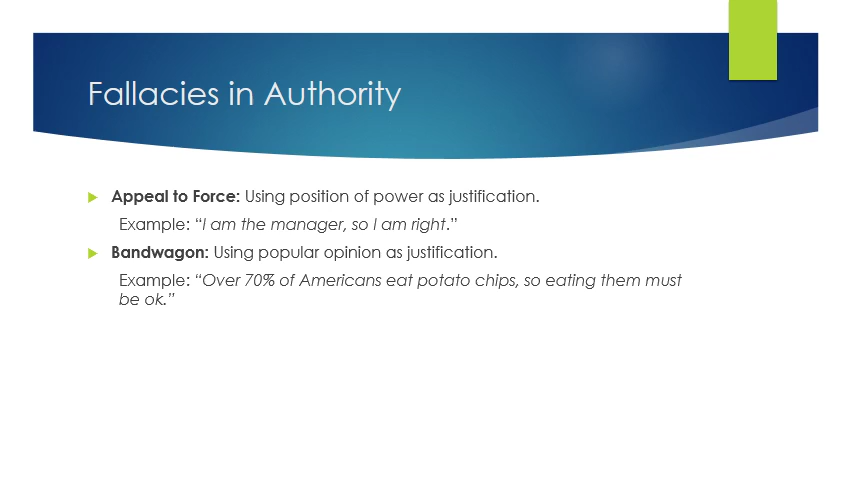 Fallacies in Authority
Appeal to Force: Using position of power as justification.
Example: “I am the manager, so I am right.”
Bandwagon: Using popular opinion as justification.
Example: “Over 70% of Americans eat potato chips, so eating them must
be ok.”